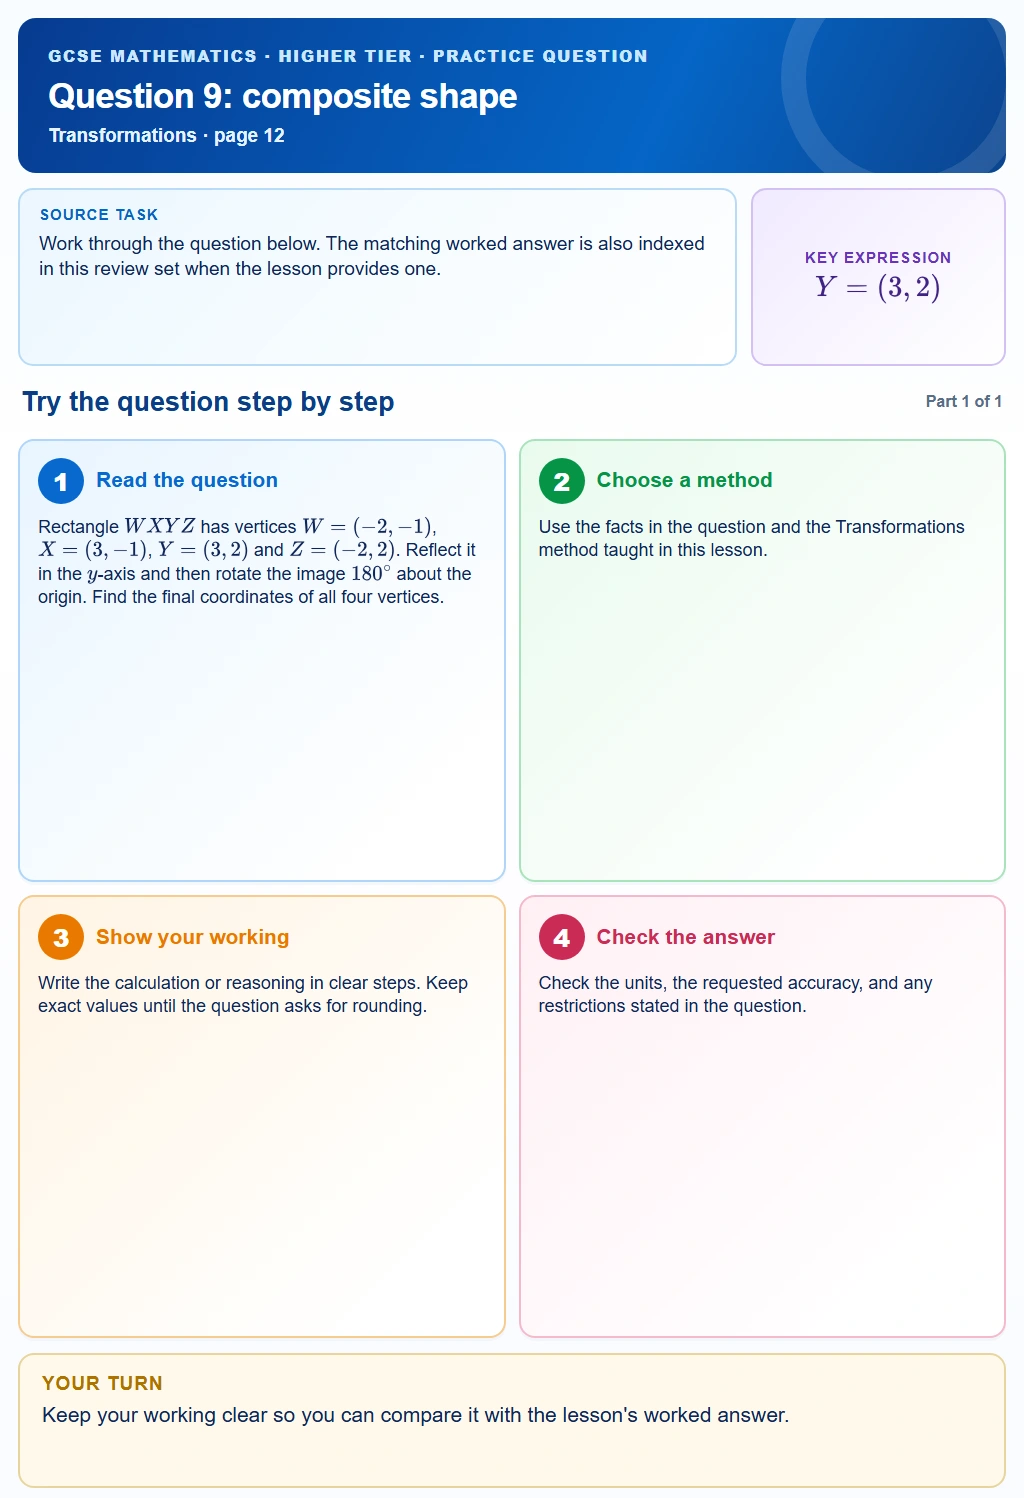 GCSE MATHEMATICS · HIGHER TIER · PRACTICE QUESTION
Question 9: composite shape
Transformations · page 12
SOURCE TASK
Work through the question below. The matching worked answer is also indexed
in this review set when the lesson provides one.
KEY EXPRESSION
Y = (3, 2)
Try the question step by step
Part 1 of 1
1 Read the question
Rectangle WXYZ has vertices W = (−2, −1),
X = (3, −1), Y = (3, 2) and Z = (−2, 2). Reflect it
in the y-axis and then rotate the image 180° about the
origin. Find the final coordinates of all four vertices.
2 Choose a method
Use the facts in the question and the Transformations
method taught in this lesson.
3 Show your working
Write the calculation or reasoning in clear steps. Keep
exact values until the question asks for rounding.
4 Check the answer
Check the units, the requested accuracy, and any
restrictions stated in the question.
YOUR TURN
Keep your working clear so you can compare it with the lesson's worked answer.